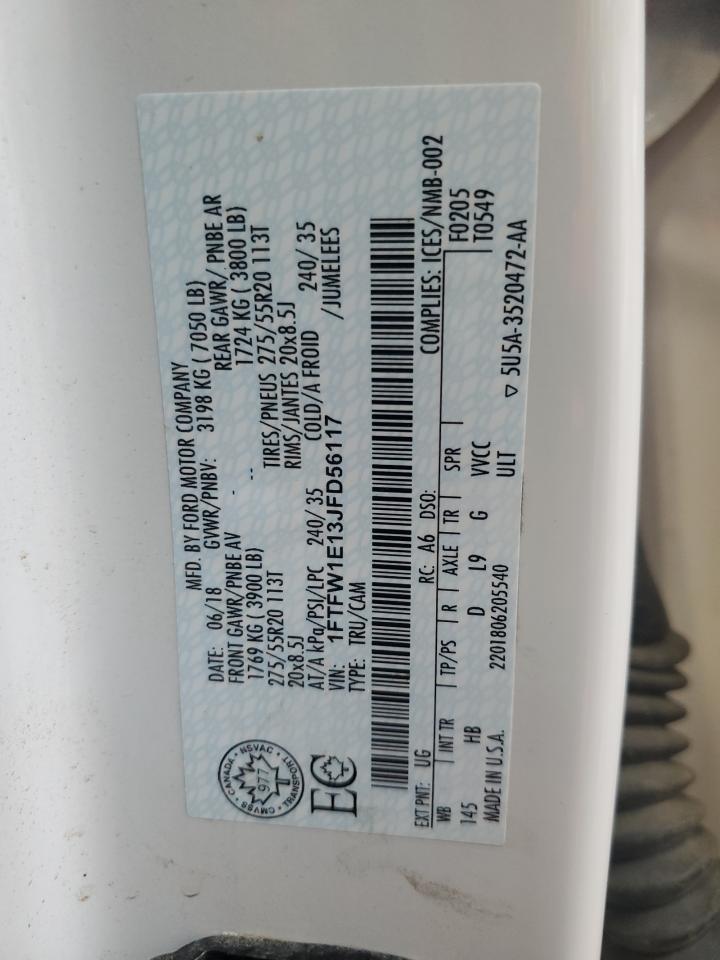 MFD. BY FORD MOTOR COMPANY
DATE: 06/18 GVWR/PNBV: 3198 KG ( 7050 LB)
FRONT GAWR/PNBE AV REAR GAWR/ PNBE AR
1769 KG ( 3900 LB) - -- 1724 KG ( 3800 LB)
275/55R20 113T TIRES/PNEUS 275/55R20 113T
20x8.5J RIMS/JANTES 20x8.5J
AT/A kPa/PSI/LPC 240/ 35 COLD/A FROID 240/ 35
VIN: 1FTFW1E13JFD56117 /JUMELEES
TYPE: TRU/CAM
CANADA • NSVAC • TRANSPORT • CMVSS •
977
EC
EXT PNT: UG RC: A6 DSO: COMPLIES: ICES/NMB-002
WB INT TR TP/PS R AXLE TR SPR F0205
145 HB D L9 G VVCC T0549
MADE IN U.S.A. 2201806205540 ULT ▽ 5U5A-3520472-AA